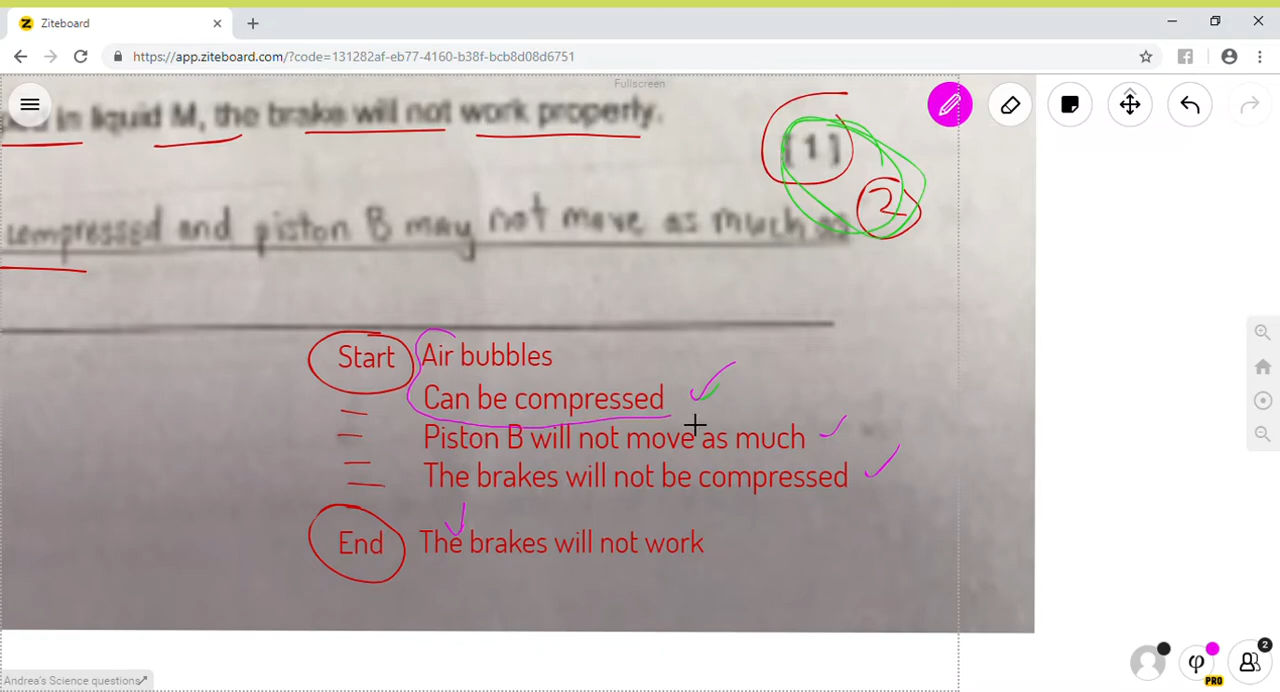 Ziteboard
https://app.ziteboard.com/?code=131282af-eb77-4160-b38f-bcb8d08d6751
Fullscreen
in liquid M, the brake will not work properly.
[1]
2
compressed and piston B may not move as much as
Start Air bubbles
Can be compressed
Piston B will not move as much
The brakes will not be compressed
End The brakes will not work
Andrea's Science questions
2
PRO